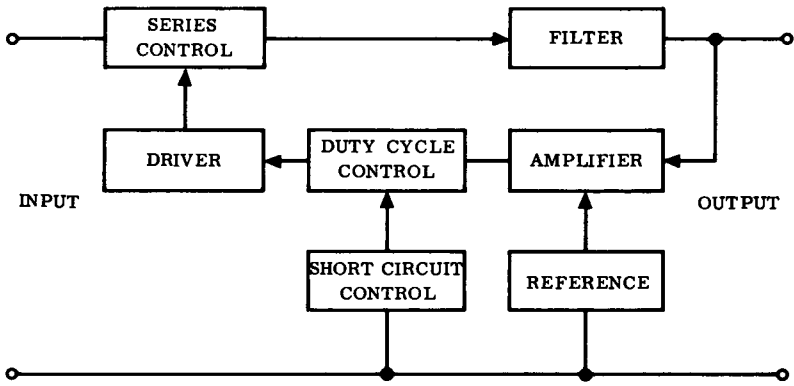 SERIES
CONTROL
FILTER
DRIVER
DUTY CYCLE
CONTROL
AMPLIFIER
INPUT
OUTPUT
SHORT CIRCUIT
CONTROL
REFERENCE